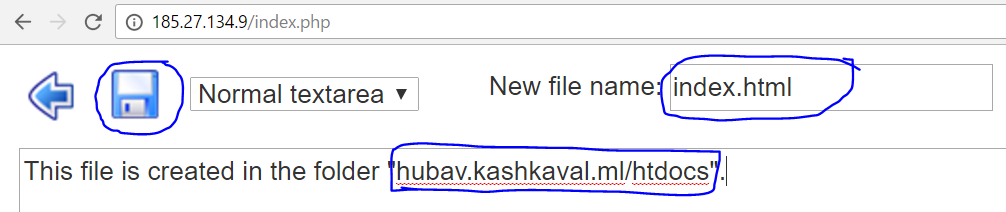 185.27.134.9/index.php
Normal textarea ▼ New file name: index.html
This file is created in the folder "hubav.kashkaval.ml/htdocs".